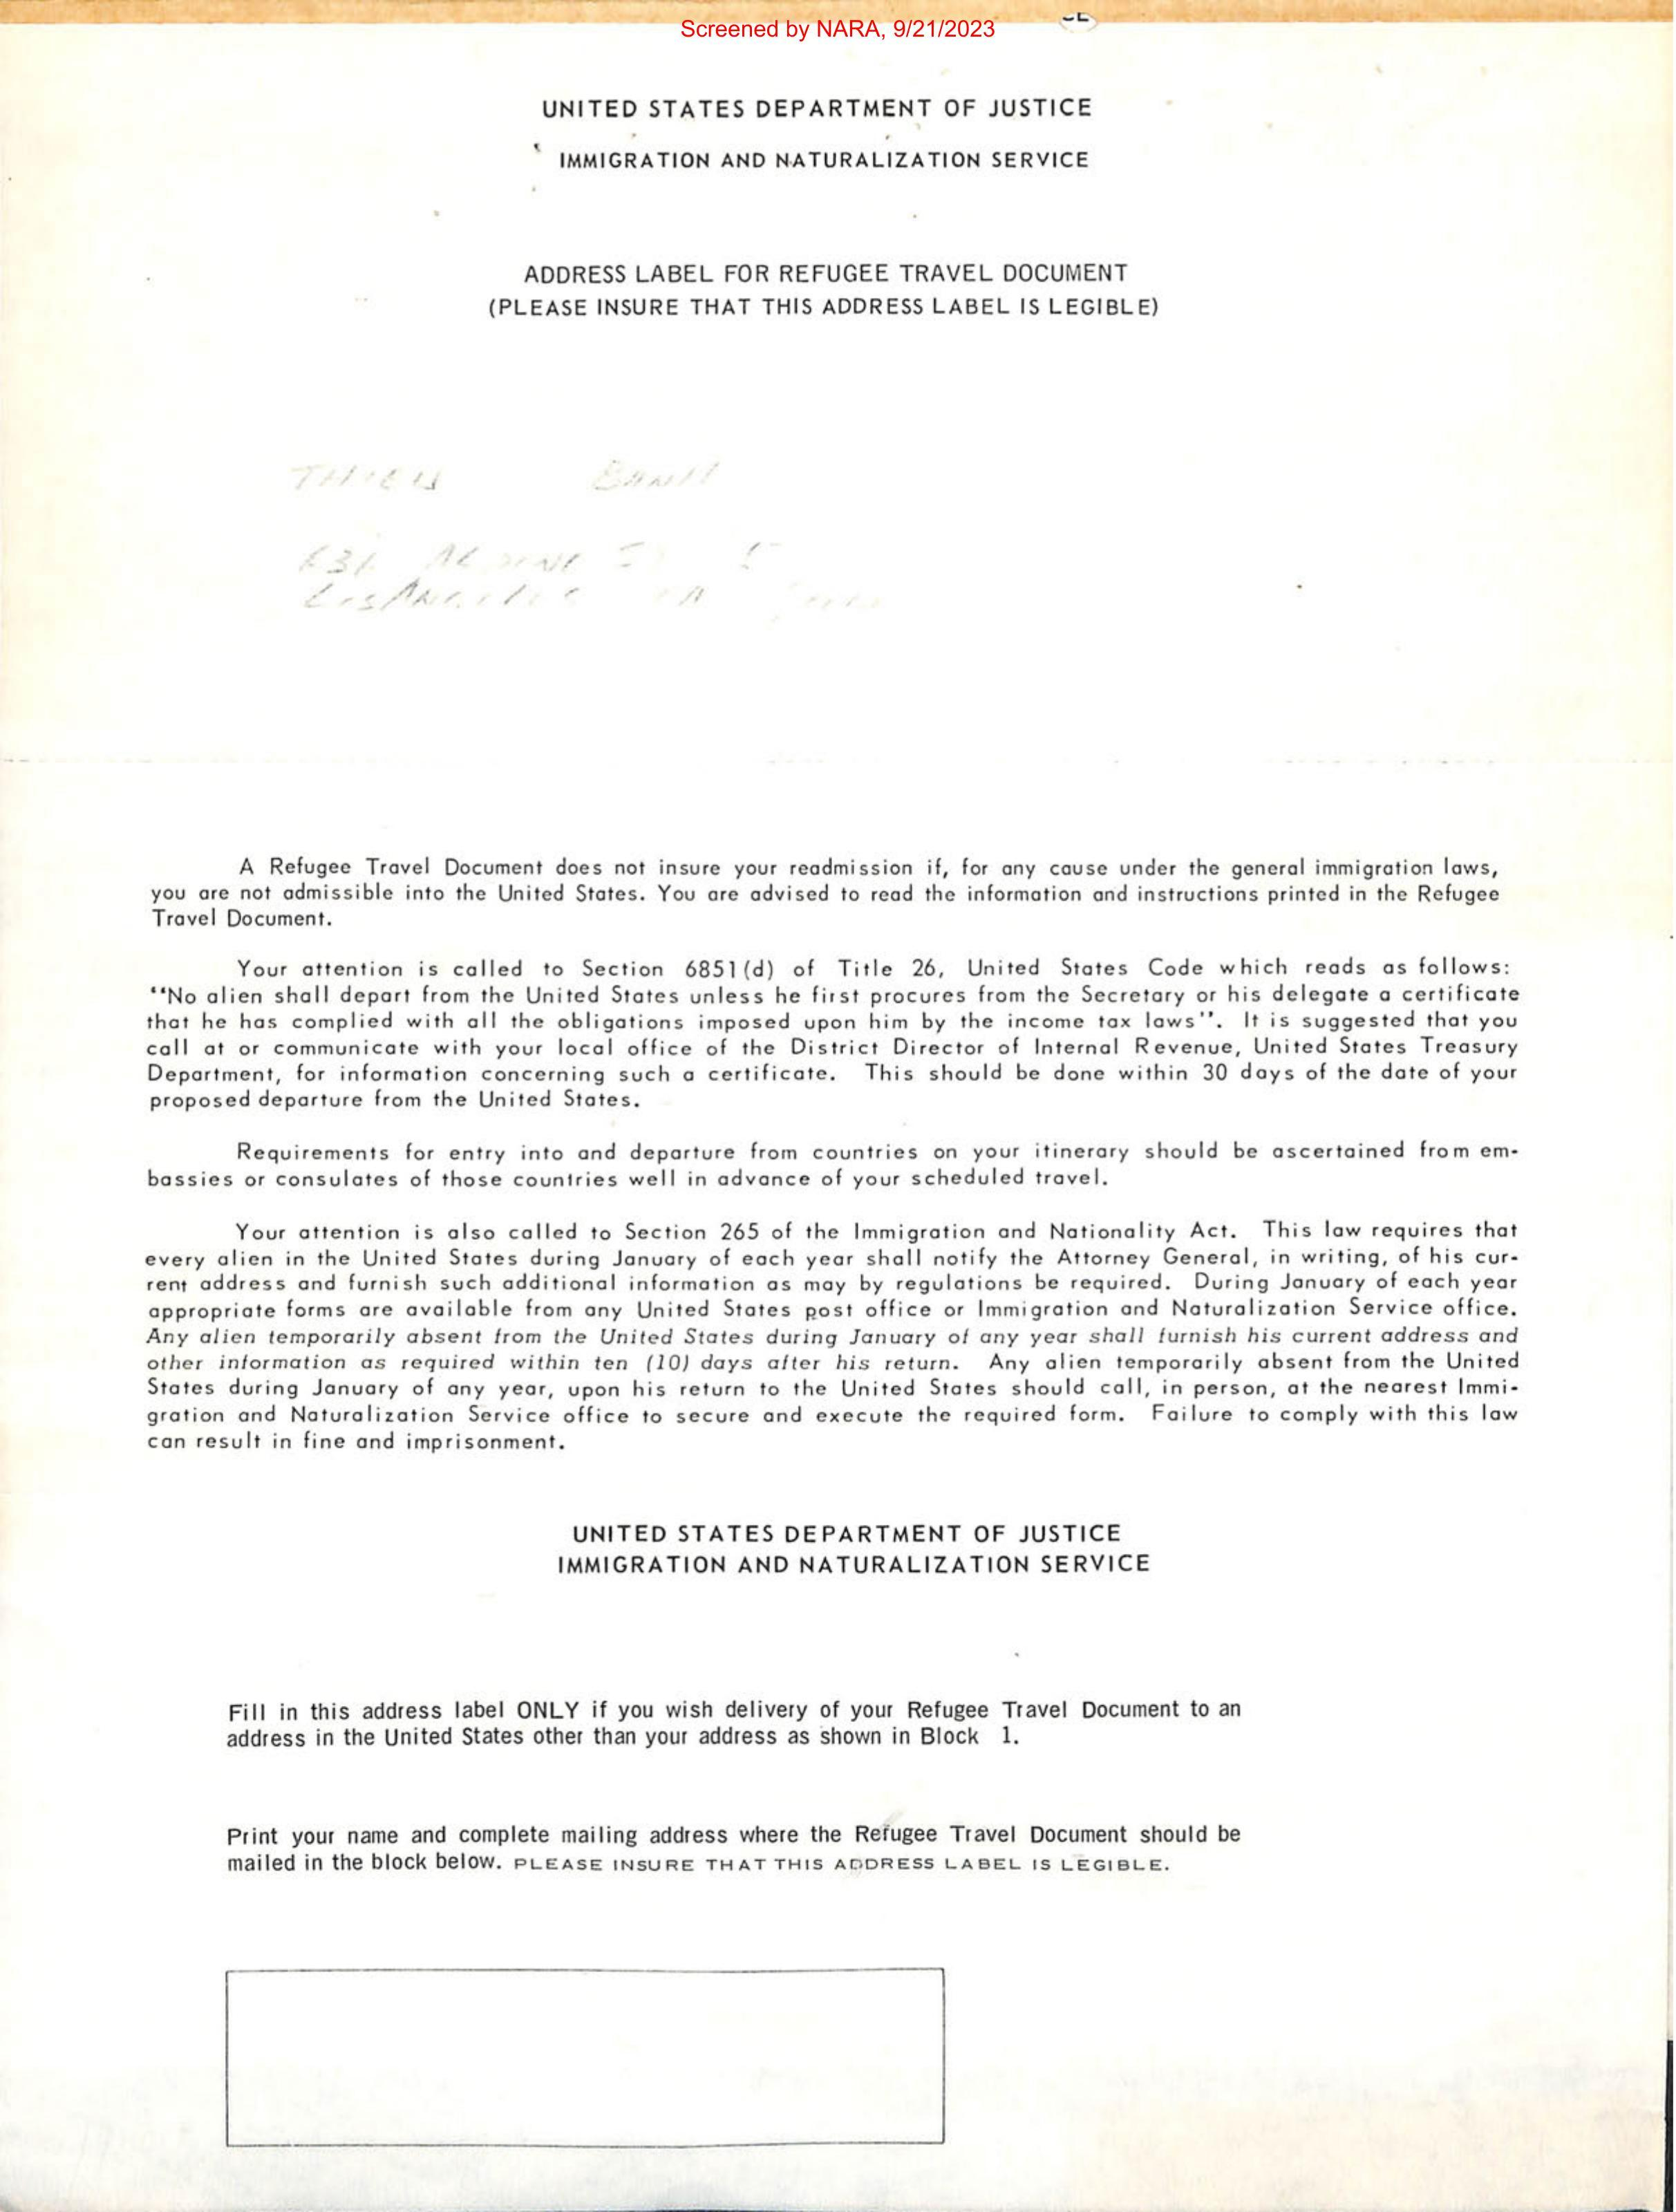 Screened by NARA, 9/21/2023
UNITED STATES DEPARTMENT OF JUSTICE
IMMIGRATION AND NATURALIZATION SERVICE
ADDRESS LABEL FOR REFUGEE TRAVEL DOCUMENT
(PLEASE INSURE THAT THIS ADDRESS LABEL IS LEGIBLE)
THIEU BANH
A Refugee Travel Document does not insure your readmission if, for any cause under the general immigration laws,
you are not admissible into the United States. You are advised to read the information and instructions printed in the Refugee
Travel Document.
Your attention is called to Section 6851(d) of Title 26, United States Code which reads as follows:
“No alien shall depart from the United States unless he first procures from the Secretary or his delegate a certificate
that he has complied with all the obligations imposed upon him by the income tax laws”. It is suggested that you
call at or communicate with your local office of the District Director of Internal Revenue, United States Treasury
Department, for information concerning such a certificate. This should be done within 30 days of the date of your
proposed departure from the United States.
Requirements for entry into and departure from countries on your itinerary should be ascertained from em-
bassies or consulates of those countries well in advance of your scheduled travel.
Your attention is also called to Section 265 of the Immigration and Nationality Act. This law requires that
every alien in the United States during January of each year shall notify the Attorney General, in writing, of his cur-
rent address and furnish such additional information as may by regulations be required. During January of each year
appropriate forms are available from any United States post office or Immigration and Naturalization Service office.
Any alien temporarily absent from the United States during January of any year shall furnish his current address and
other information as required within ten (10) days after his return. Any alien temporarily absent from the United
States during January of any year, upon his return to the United States should call, in person, at the nearest Immi-
gration and Naturalization Service office to secure and execute the required form. Failure to comply with this law
can result in fine and imprisonment.
UNITED STATES DEPARTMENT OF JUSTICE
IMMIGRATION AND NATURALIZATION SERVICE
Fill in this address label ONLY if you wish delivery of your Refugee Travel Document to an
address in the United States other than your address as shown in Block 1.
Print your name and complete mailing address where the Refugee Travel Document should be
mailed in the block below. PLEASE INSURE THAT THIS ADDRESS LABEL IS LEGIBLE.